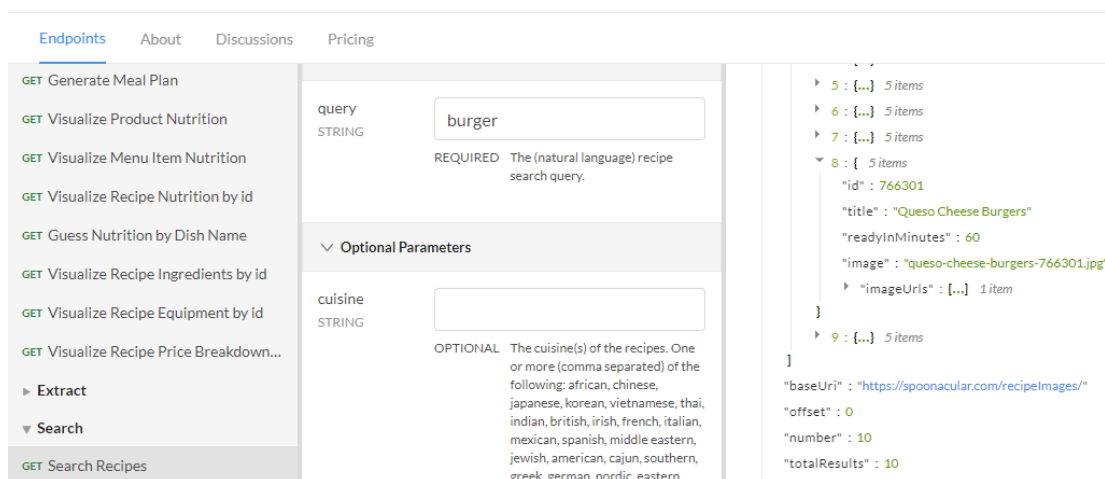 Endpoints About Discussions Pricing
GET Generate Meal Plan
GET Visualize Product Nutrition
GET Visualize Menu Item Nutrition
GET Visualize Recipe Nutrition by id
GET Guess Nutrition by Dish Name
GET Visualize Recipe Ingredients by id
GET Visualize Recipe Equipment by id
GET Visualize Recipe Price Breakdown...
Extract
Search
GET Search Recipes
query
STRING
burger
REQUIRED The (natural language) recipe
search query.
Optional Parameters
cuisine
STRING
OPTIONAL The cuisine(s) of the recipes. One
or more (comma separated) of the
following: african, chinese,
japanese, korean, vietnamese, thai,
indian, british, irish, french, italian,
mexican, spanish, middle eastern,
jewish, american, cajun, southern,
greek, german, nordic, eastern
5 : {...} 5 items
6 : {...} 5 items
7 : {...} 5 items
8 : { 5 items
"id" : 766301
"title" : "Queso Cheese Burgers"
"readyInMinutes" : 60
"image" : "queso-cheese-burgers-766301.jpg"
"imageUrls" : [...] 1 item
}
9 : {...} 5 items
]
"baseUri" : "https://spoonacular.com/recipeImages/"
"offset" : 0
"number" : 10
"totalResults" : 10